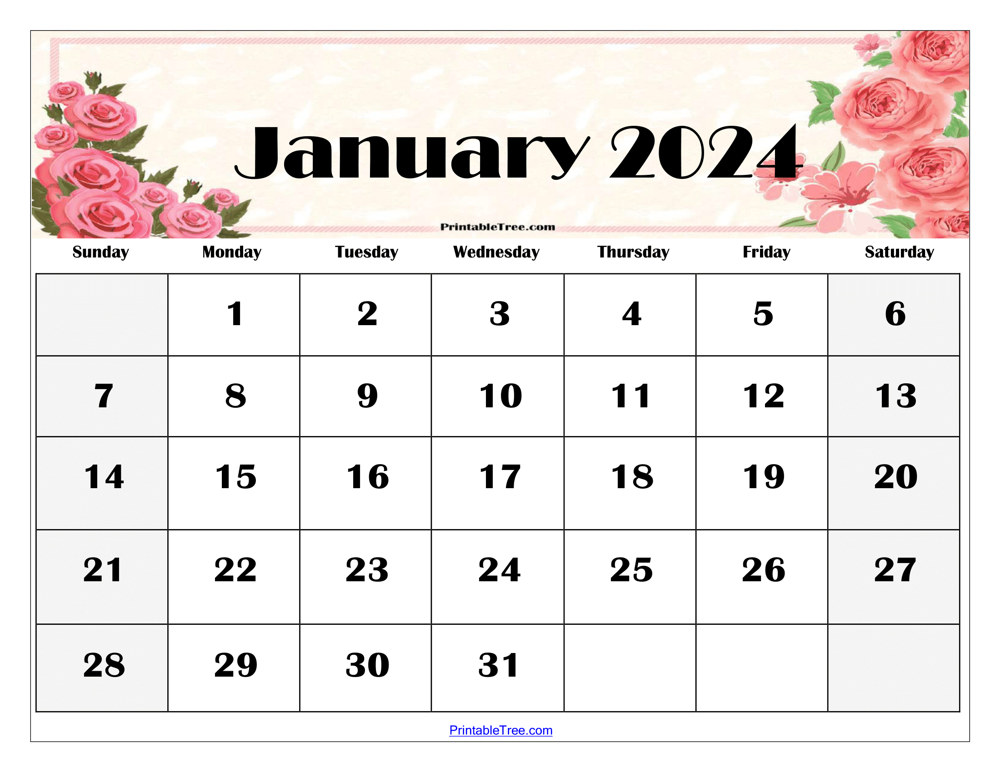 January 2024
PrintableTree.com
Sunday Monday Tuesday Wednesday Thursday Friday Saturday
1 2 3 4 5 6
7 8 9 10 11 12 13
14 15 16 17 18 19 20
21 22 23 24 25 26 27
28 29 30 31
PrintableTree.com